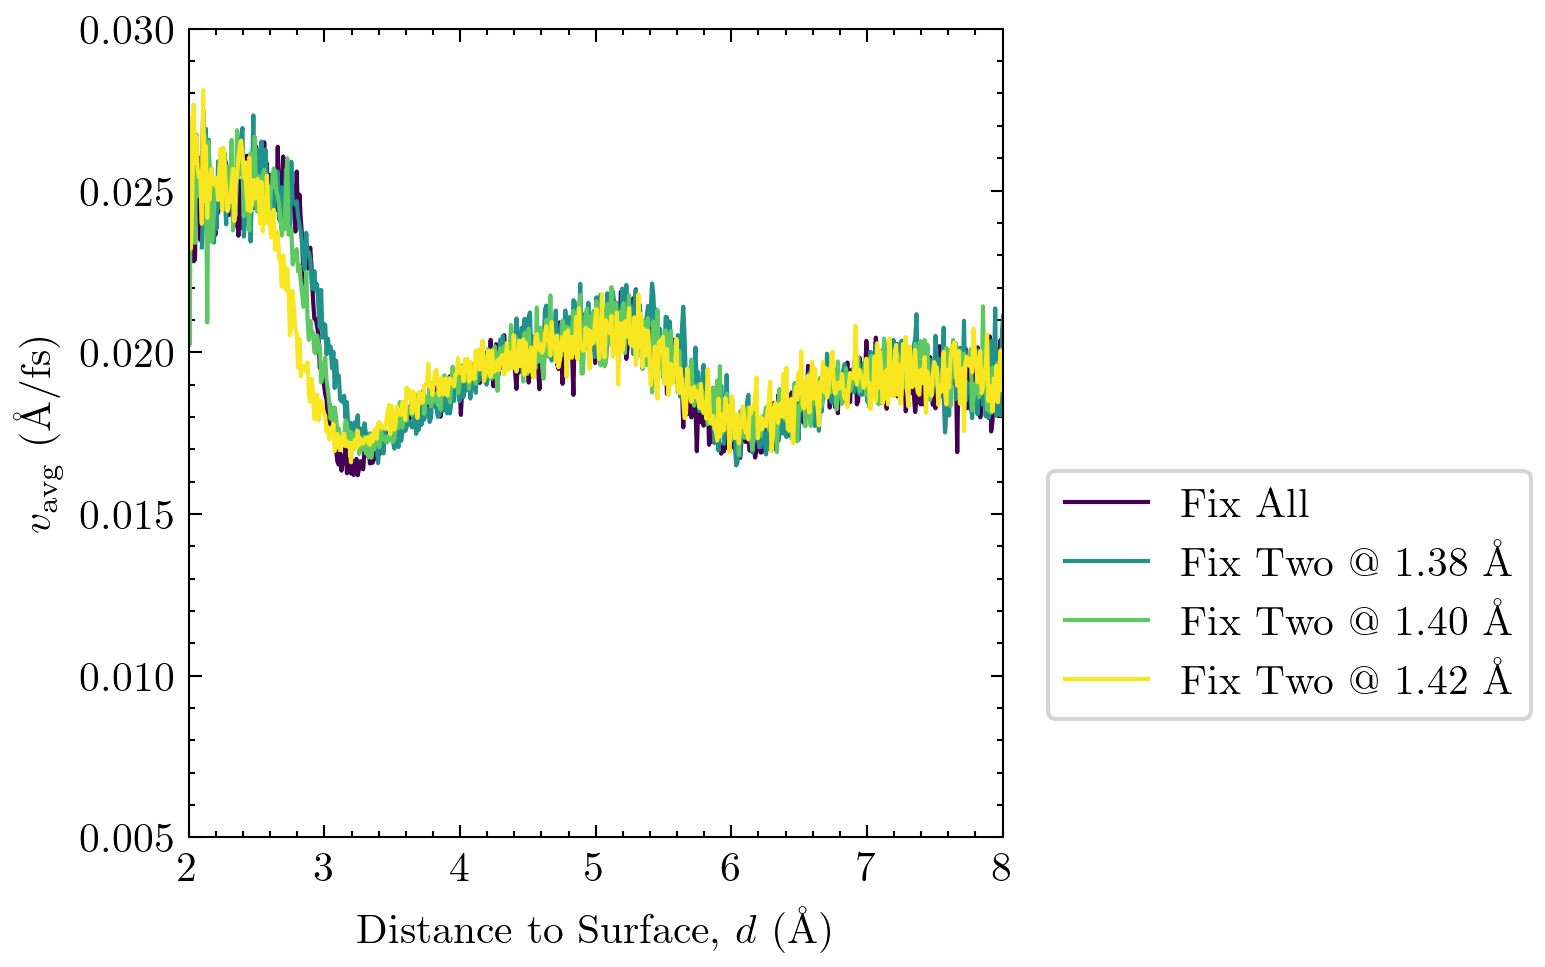 0.030
0.025
0.020
0.015
0.010
0.005
v_avg (Å/fs)
2 3 4 5 6 7 8
Distance to Surface, d (Å)
Fix All
Fix Two @ 1.38 Å
Fix Two @ 1.40 Å
Fix Two @ 1.42 Å